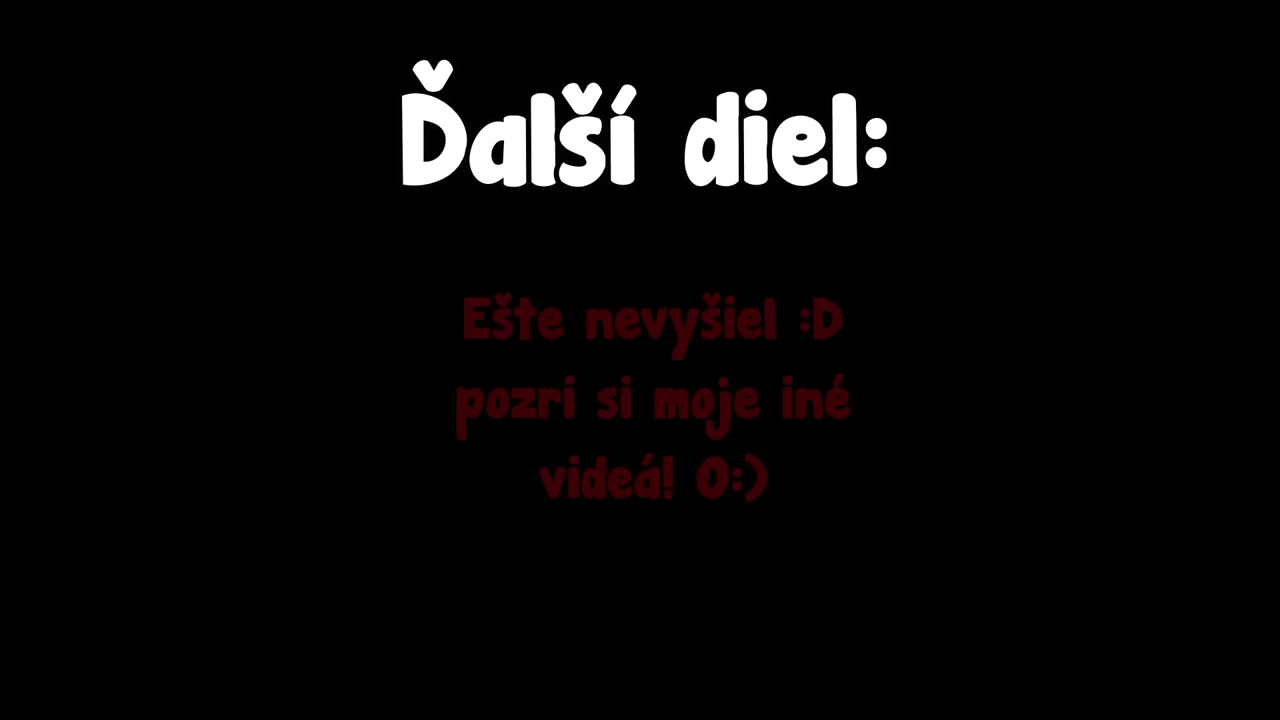 Ďalší diel:
Ešte nevyšiel :D
pozri si moje iné
videá! O:)